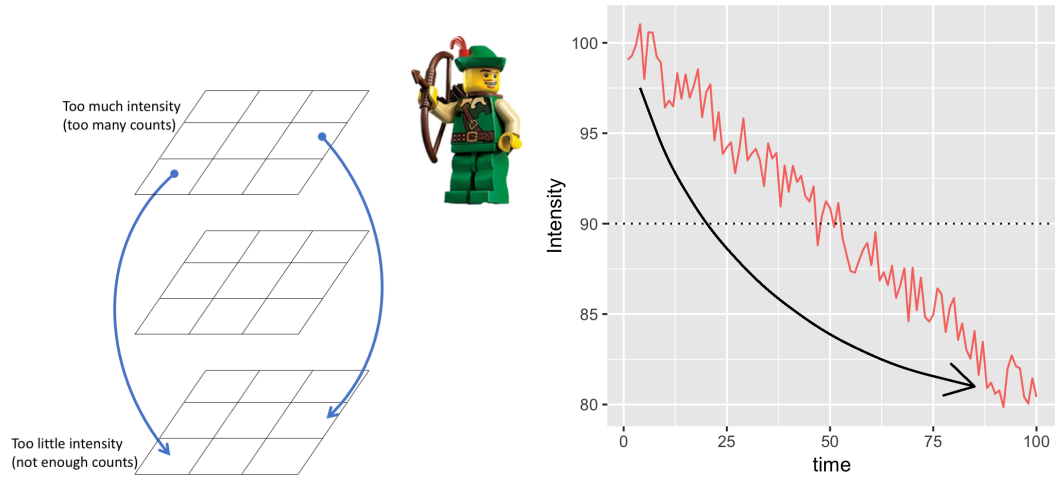 Too much intensity
(too many counts)
Too little intensity
(not enough counts)
Intensity
100
95
90
85
80
0
25
50
75
100
time